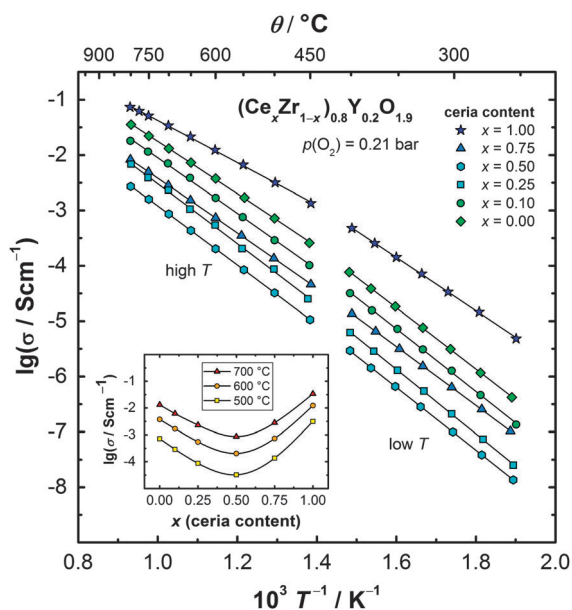 θ / °C
900 750 600 450 300
(CeₓZr₁₋ₓ)₀.₈Y₀.₂O₁.₉
p(O₂) = 0.21 bar
ceria content
x = 1.00
x = 0.75
x = 0.50
x = 0.25
x = 0.10
x = 0.00
lg(σ / Scm⁻¹)
-1
-2
-3
-4
-5
-6
-7
-8
high T
low T
700 °C
600 °C
500 °C
lg(σ / Scm⁻¹)
-1
-2
-3
-4
0.00 0.25 0.50 0.75 1.00
x (ceria content)
0.8 1.0 1.2 1.4 1.6 1.8 2.0
10³ T⁻¹ / K⁻¹